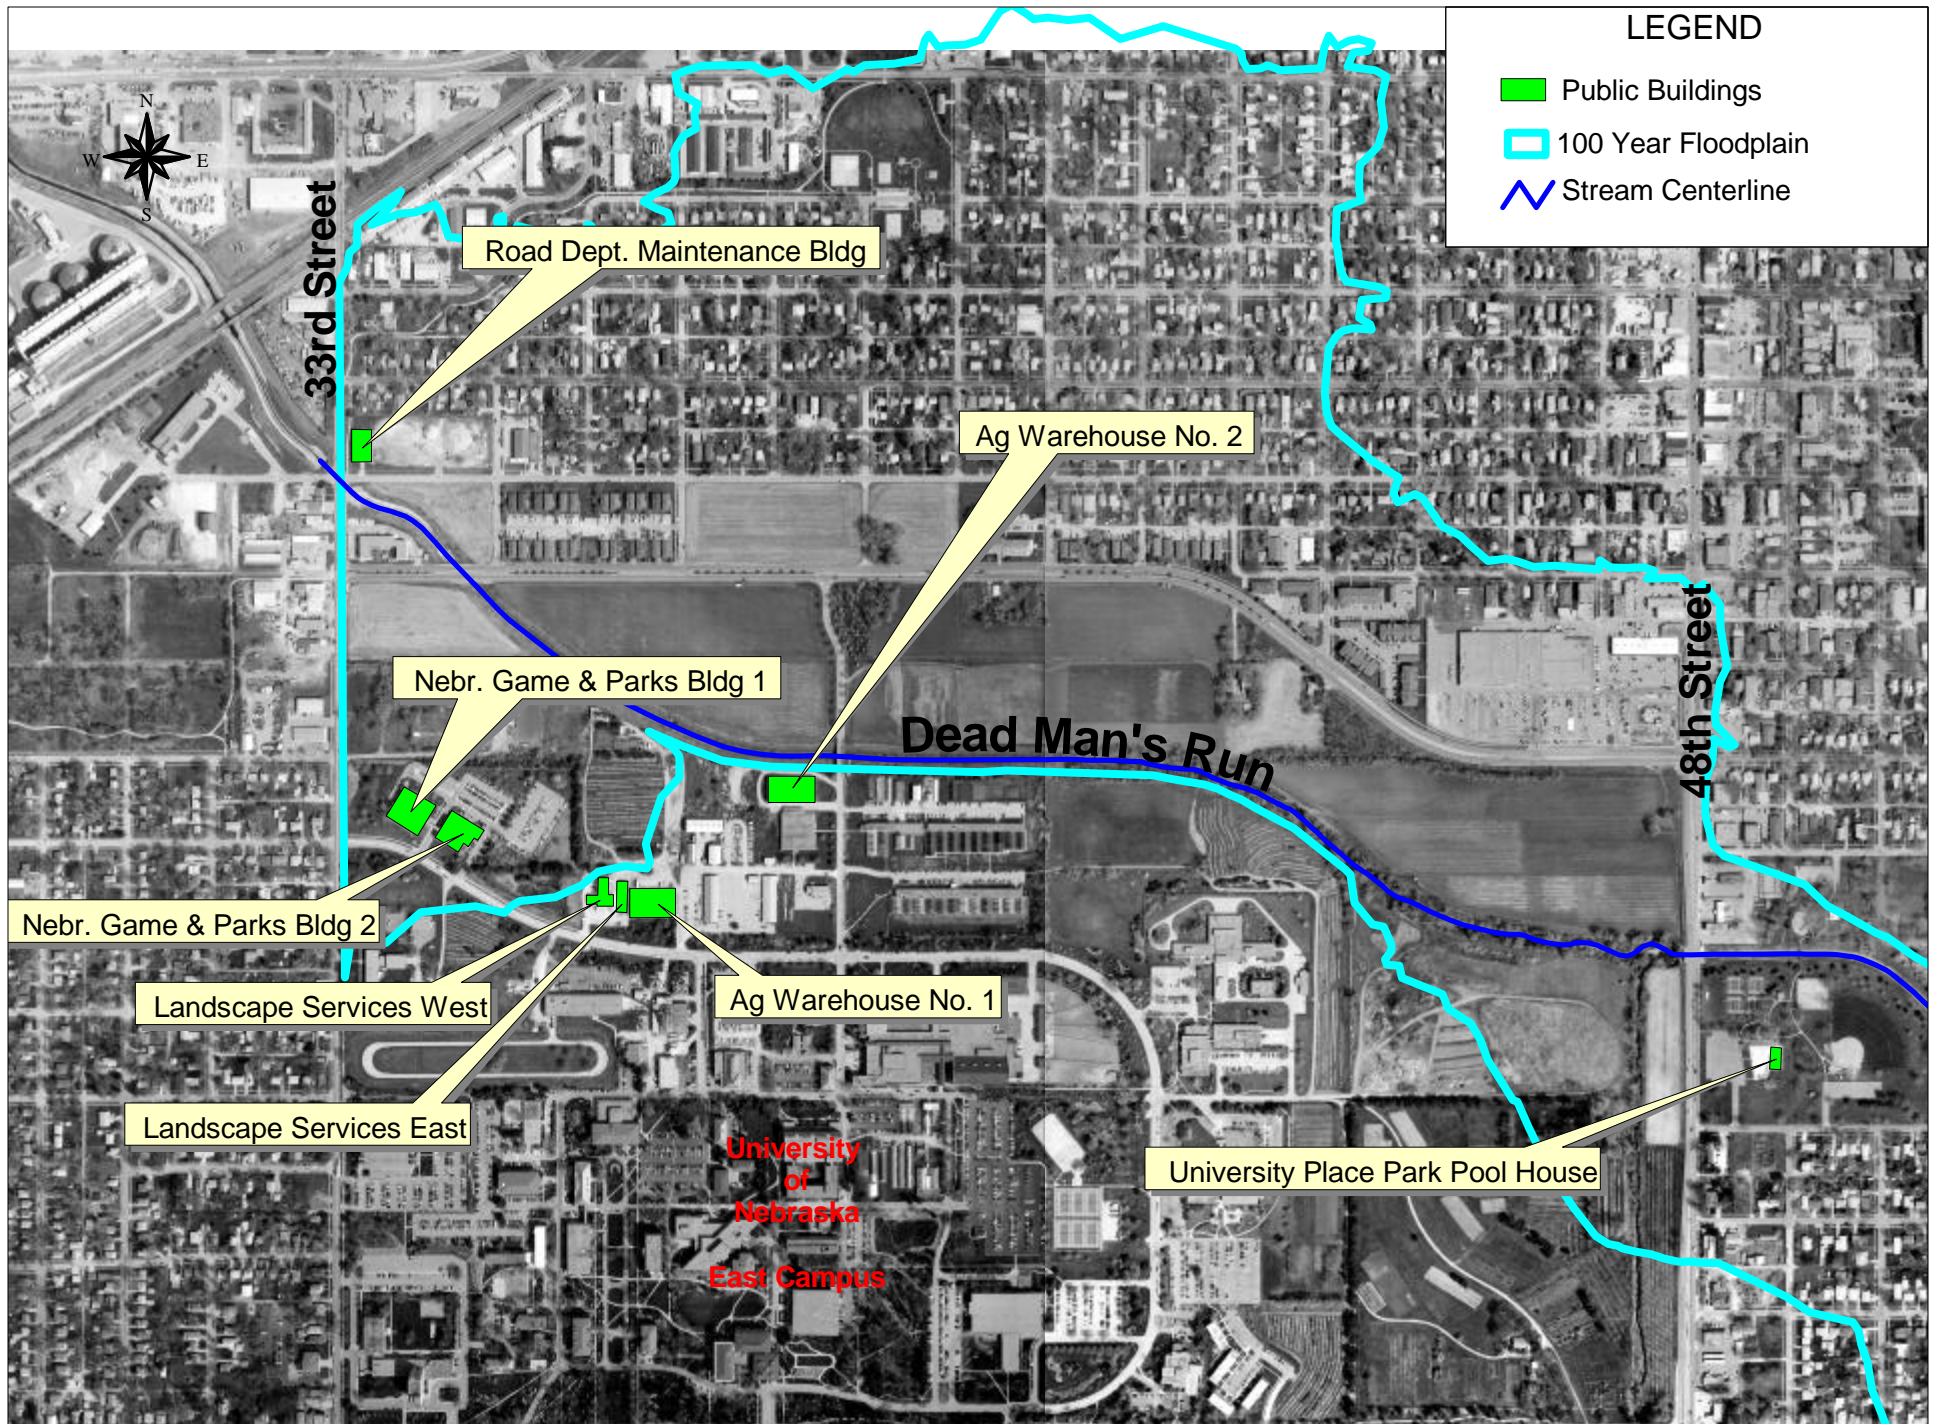 LEGEND
Public Buildings
100 Year Floodplain
Stream Centerline
N
W
E
S
33rd Street
Road Dept. Maintenance Bldg
Ag Warehouse No. 2
Nebr. Game & Parks Bldg 1
Dead Man's Run
48th Street
Nebr. Game & Parks Bldg 2
Landscape Services West
Ag Warehouse No. 1
Landscape Services East
University Place Park Pool House
University
of
Nebraska
East Campus